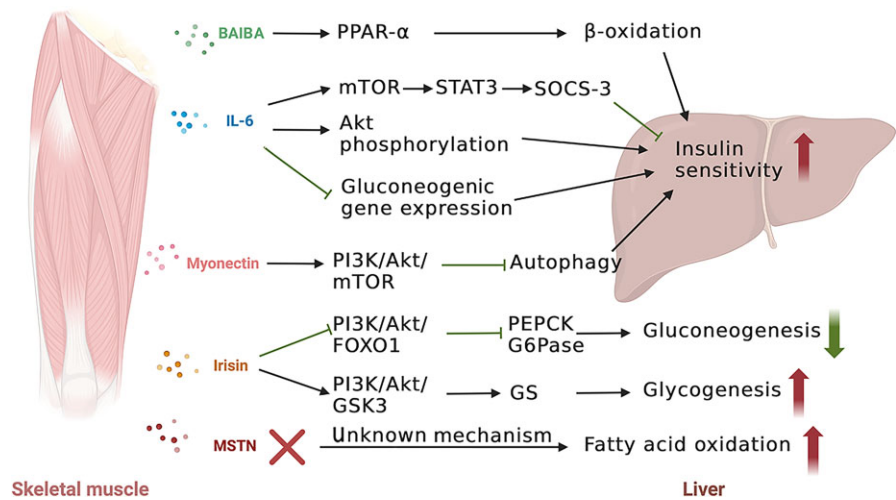 BAIBA
PPAR-α
β-oxidation
mTOR
STAT3
SOCS-3
IL-6
Akt
phosphorylation
Insulin
sensitivity
Gluconeogenic
gene expression
Myonectin
PI3K/Akt/
mTOR
Autophagy
PI3K/Akt/
FOXO1
PEPCK
G6Pase
Gluconeogenesis
Irisin
PI3K/Akt/
GSK3
GS
Glycogenesis
MSTN
Unknown mechanism
Fatty acid oxidation
Skeletal muscle
Liver